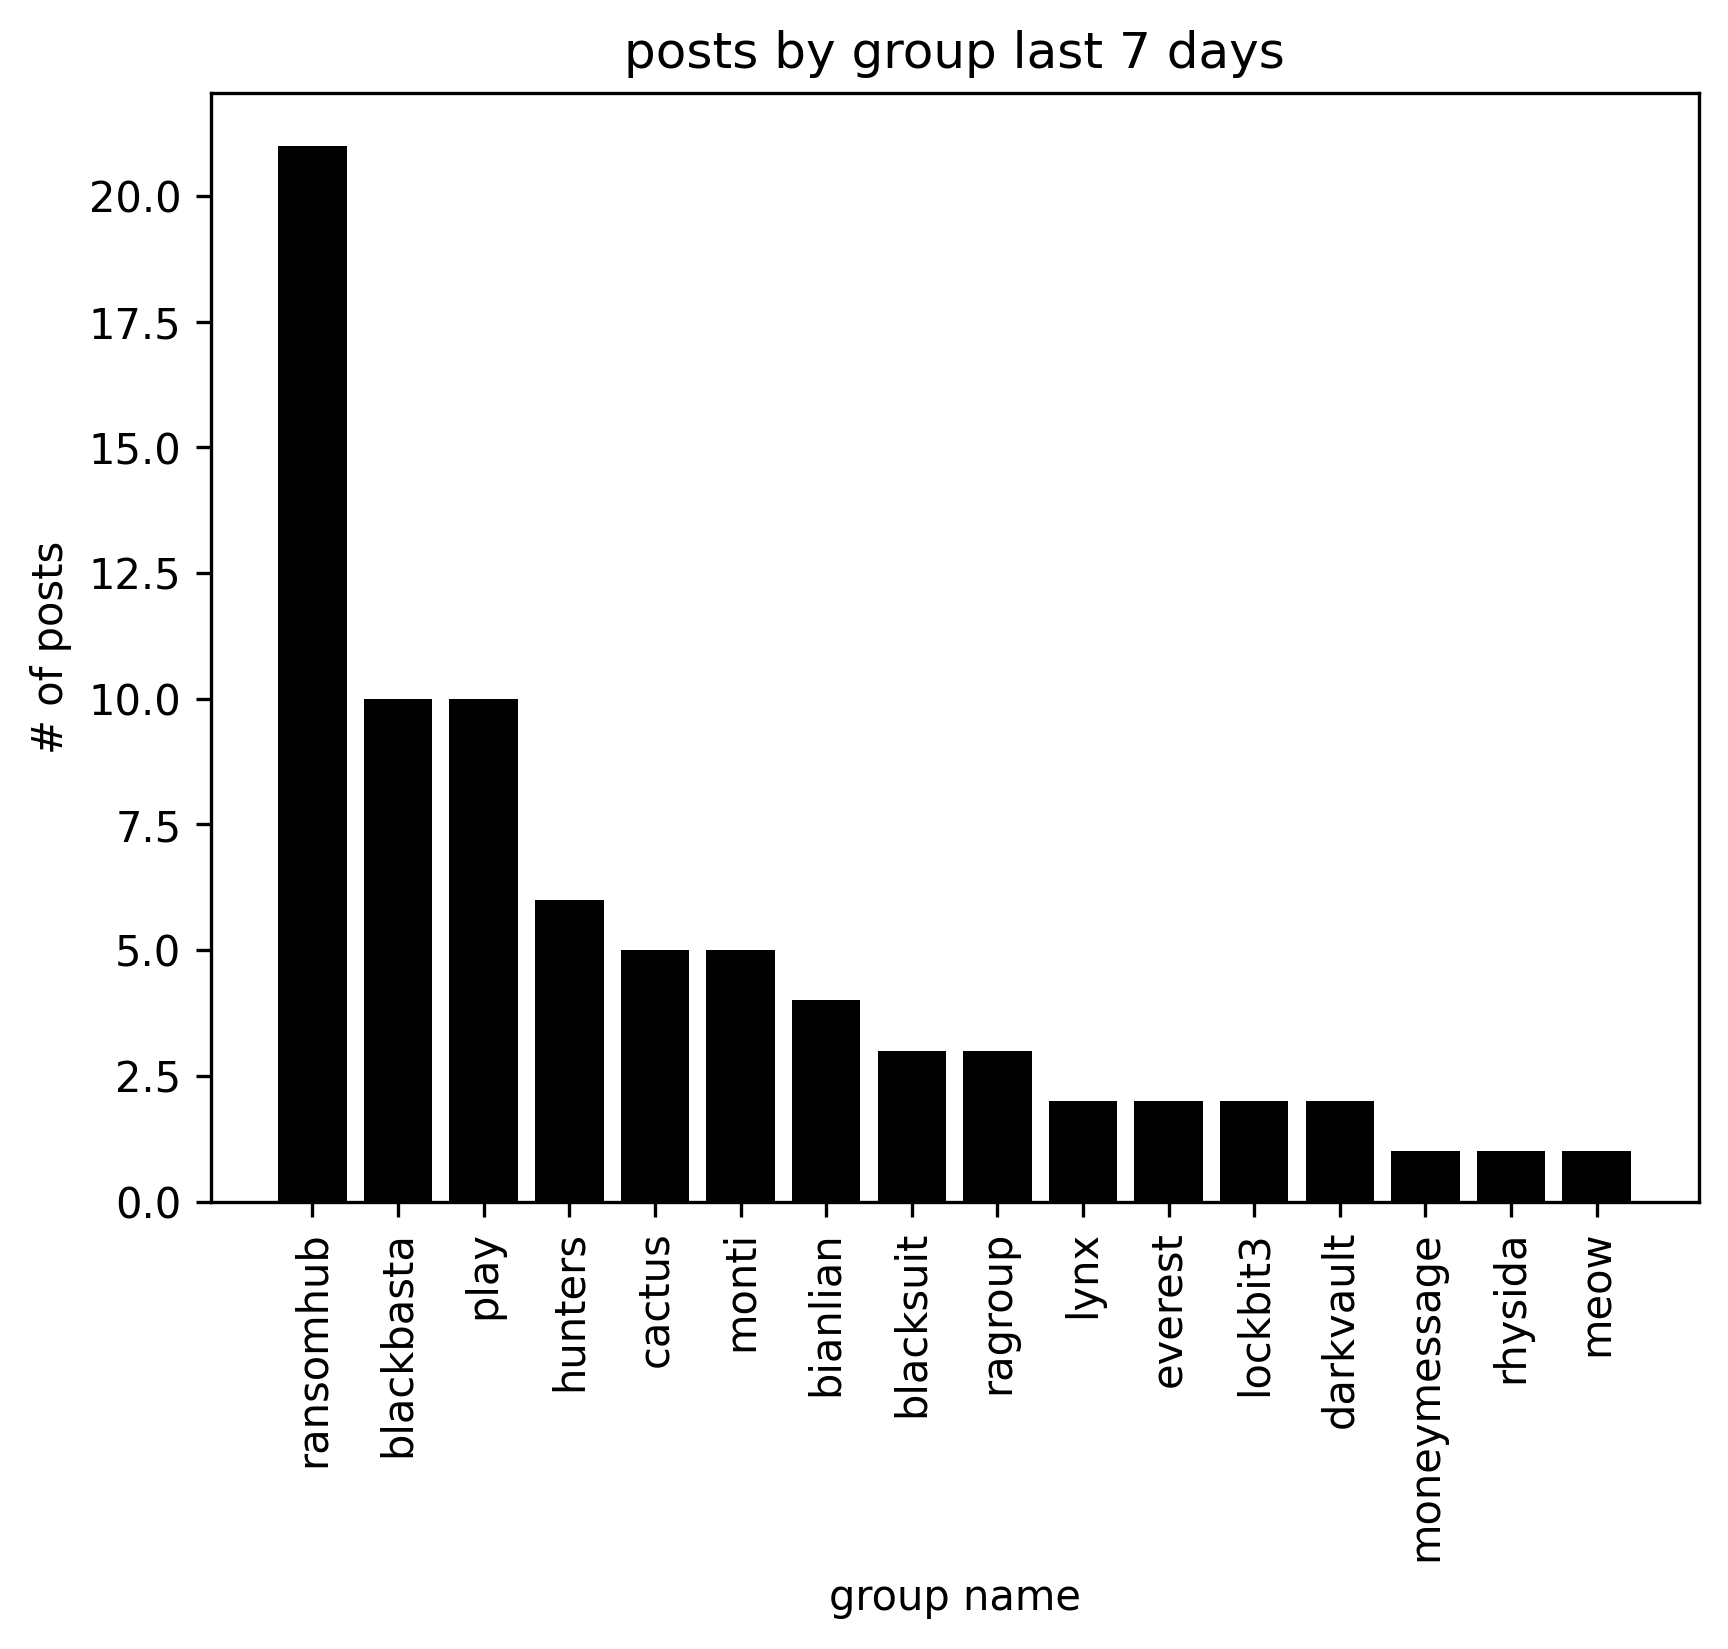 posts by group last 7 days
# of posts
20.0
17.5
15.0
12.5
10.0
7.5
5.0
2.5
0.0
ransomhub
blackbasta
play
hunters
cactus
monti
bianlian
blacksuit
ragroup
lynx
everest
lockbit3
darkvault
moneymessage
rhysida
meow
group name